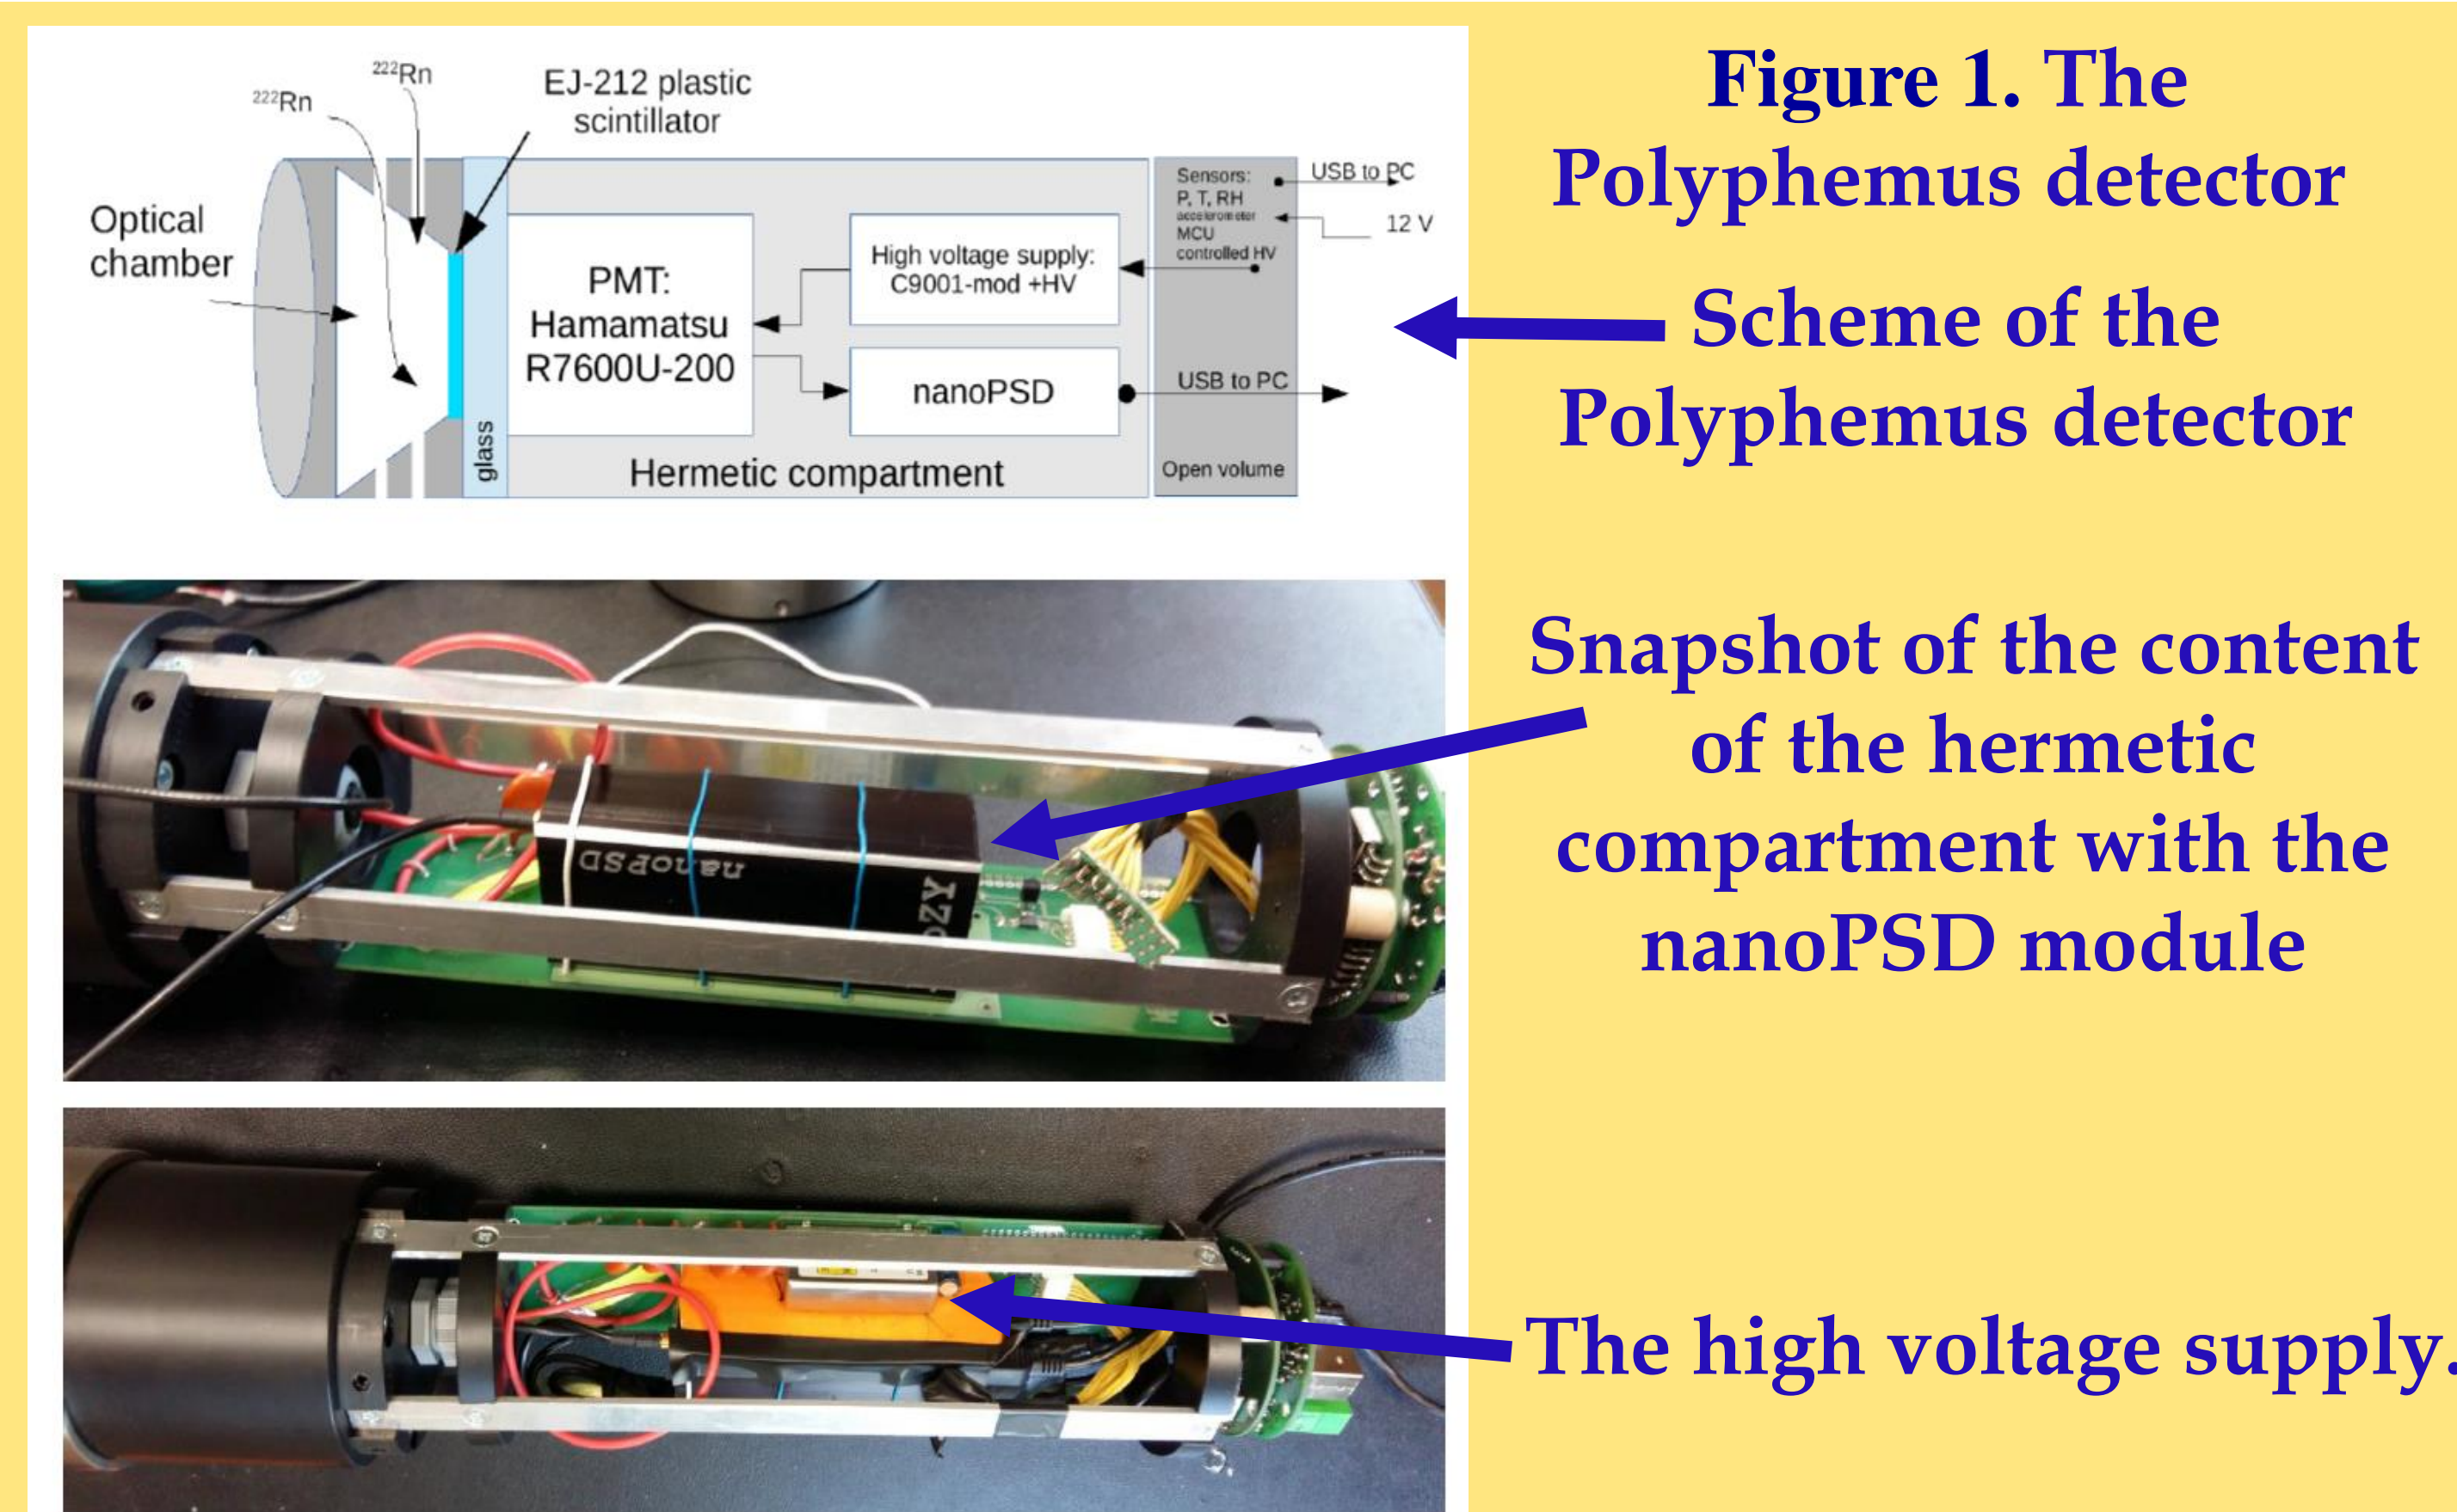 Figure 1. The
Polyphemus detector
Scheme of the
Polyphemus detector
Snapshot of the content
of the hermetic
compartment with the
nanoPSD module
The high voltage supply.
²²²Rn
²²²Rn
EJ-212 plastic
scintillator
Optical
chamber
glass
PMT:
Hamamatsu
R7600U-200
High voltage supply:
C9001-mod +HV
nanoPSD
Hermetic compartment
Sensors:
P, T, RH
accelerometer
MCU
controlled HV
Open volume
USB to PC
12 V
USB to PC
nanoPSD